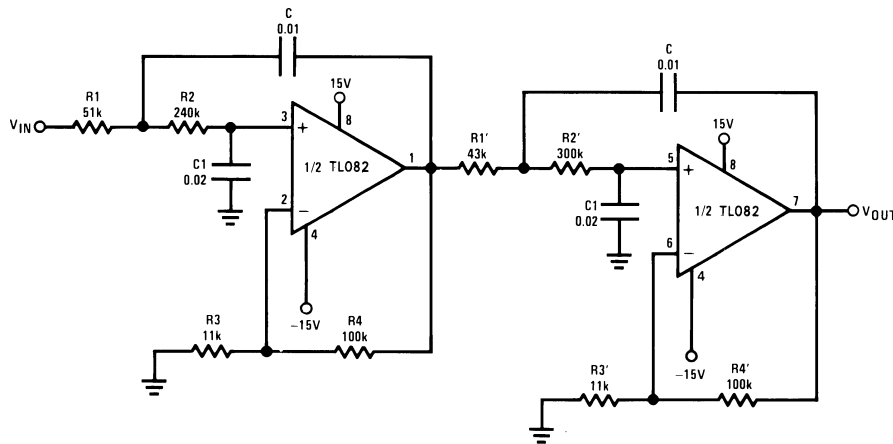 C
0.01
R1
51k
R2
240k
15V
VIN
3
+
8
C1
0.02
1/2 TL082
1
2
−
4
−15V
R3
11k
R4
100k
C
0.01
R1'
43k
R2'
300k
15V
5
+
8
C1
0.02
1/2 TL082
7
VOUT
6
−
4
−15V
R3'
11k
R4'
100k